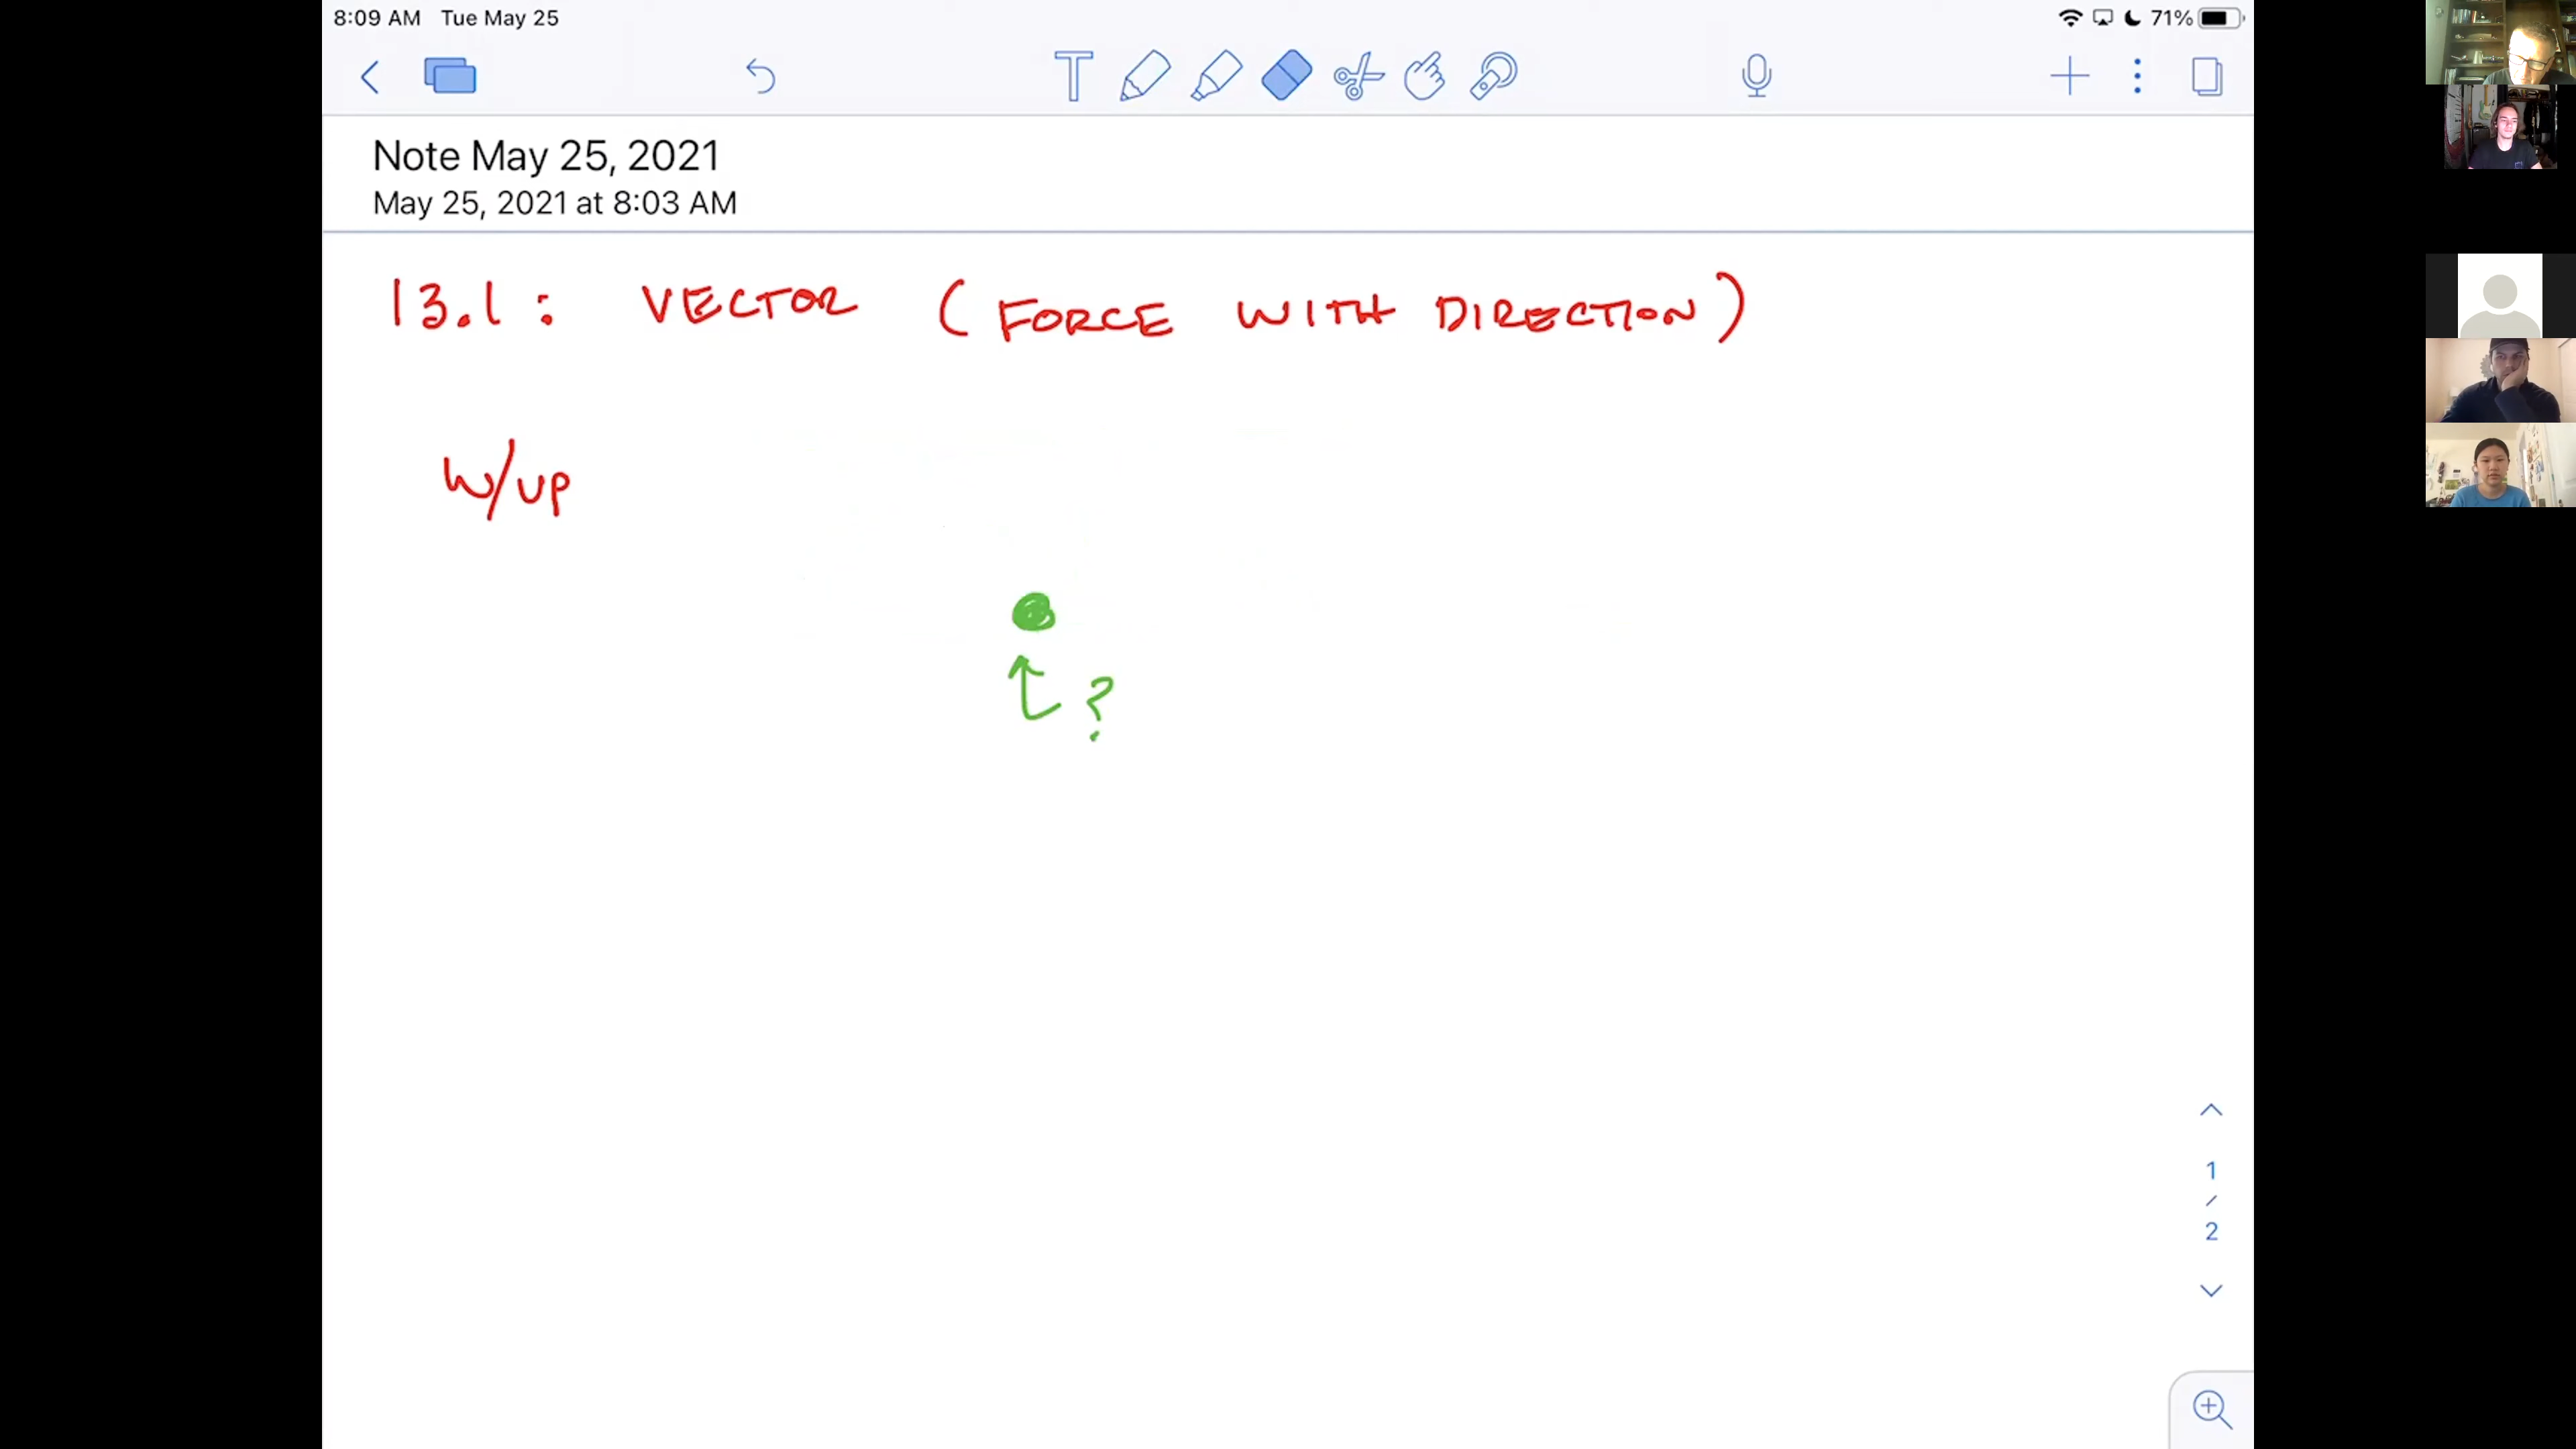 8:09 AM Tue May 25 71%
T
Note May 25, 2021
May 25, 2021 at 8:03 AM
13.1: VECTOR (FORCE WITH DIRECTION)
W/UP
?
1
/
2